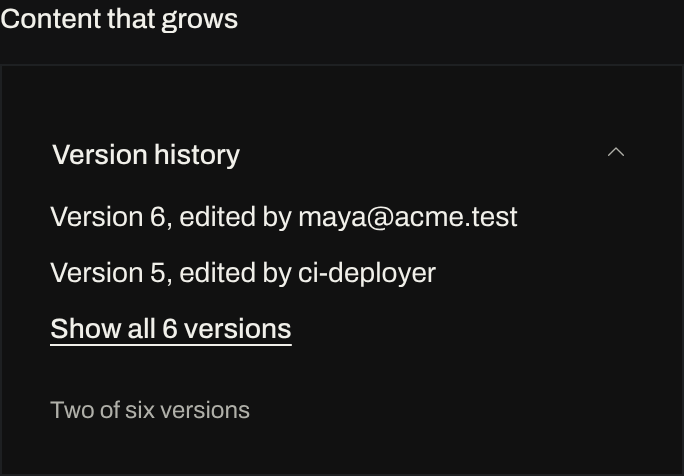 Content that grows
Version history
Version 6, edited by maya@acme.test
Version 5, edited by ci-deployer
Show all 6 versions
Two of six versions